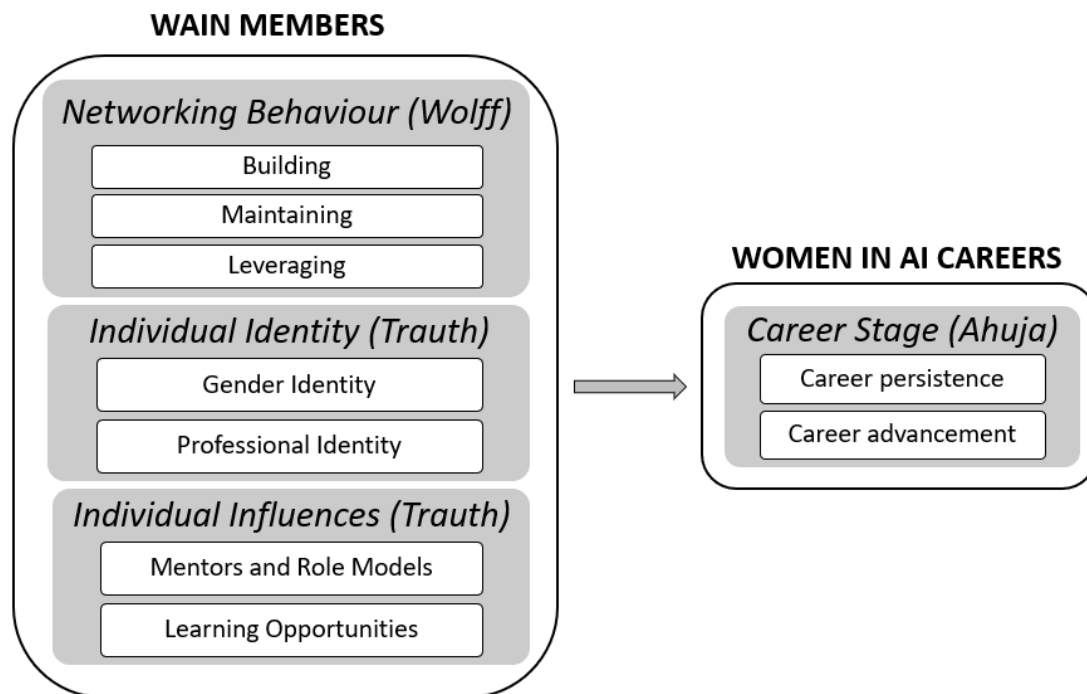 WAIN MEMBERS
Networking Behaviour (Wolff)
Building
Maintaining
Leveraging
Individual Identity (Trauth)
Gender Identity
Professional Identity
Individual Influences (Trauth)
Mentors and Role Models
Learning Opportunities
WOMEN IN AI CAREERS
Career Stage (Ahuja)
Career persistence
Career advancement